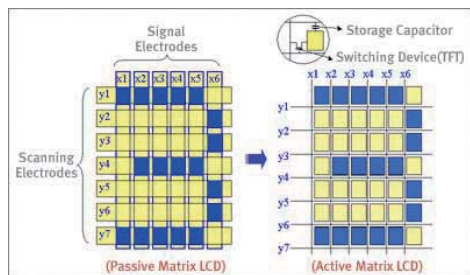 Signal
Electrodes
x1 x2 x3 x4 x5 x6
y1
y2
y3
y4
y5
y6
y7
Scanning
Electrodes
(Passive Matrix LCD)
Storage Capacitor
Switching Device(TFT)
x1 x2 x3 x4 x5 x6
y1
y2
y3
y4
y5
y6
y7
(Active Matrix LCD)